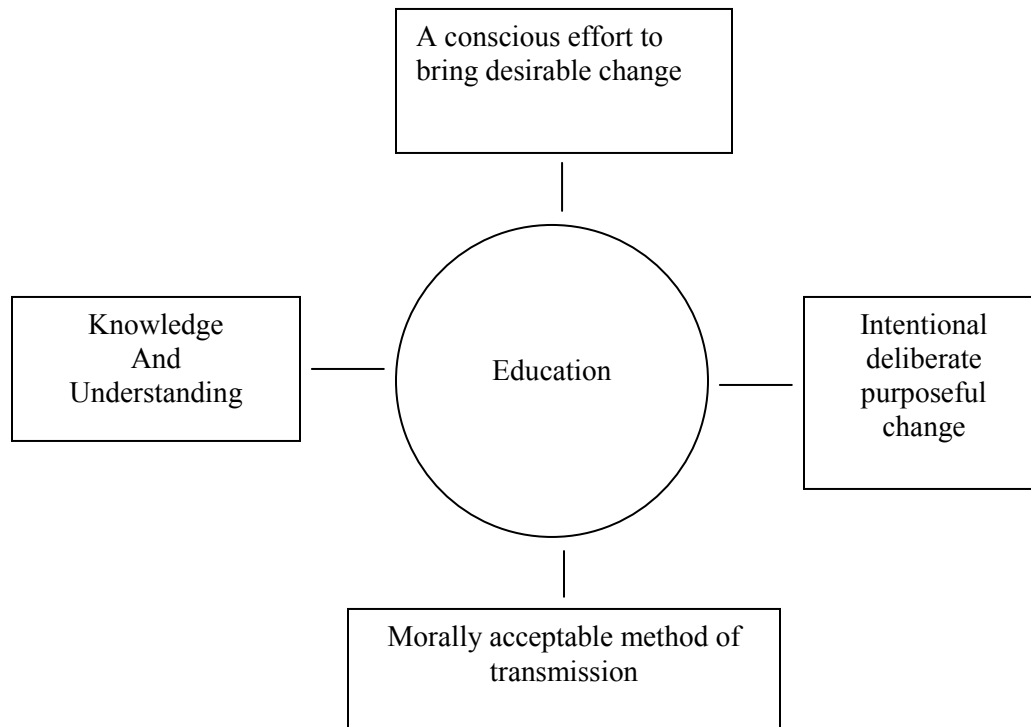 A conscious effort to
bring desirable change
Knowledge
And
Understanding
Education
Intentional
deliberate
purposeful
change
Morally acceptable method of
transmission